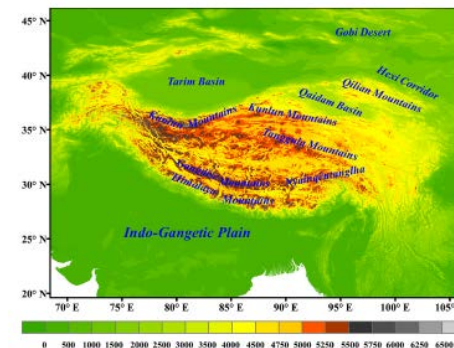 45° N
40° N
35° N
30° N
25° N
20° N
Gobi Desert
Hexi Corridor
Tarim Basin
Qilian Mountains
Qaidam Basin
Kunlun Mountains
Kunlun Mountains
Tanggula Mountains
Mountains
Nyainqentanglha
Himalaya Mountains
Indo-Gangetic Plain
70° E 75° E 80° E 85° E 90° E 95° E 100° E 105° E
0 500 1000 1500 2000 2500 3000 3500 4000 4500 4750 5000 5250 5500 5750 6000 6250 6500